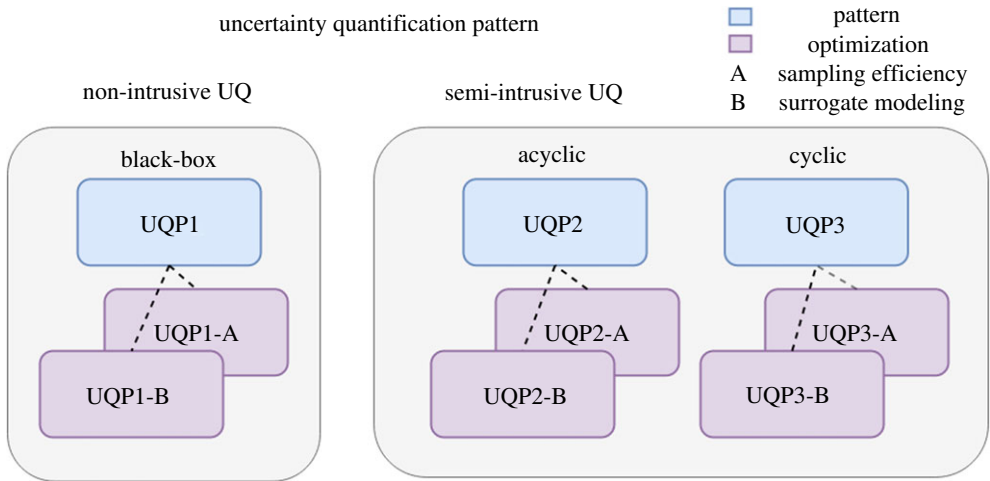 uncertainty quantification pattern
pattern
optimization
A sampling efficiency
B surrogate modeling
non-intrusive UQ
semi-intrusive UQ
black-box
acyclic
cyclic
UQP1
UQP2
UQP3
UQP1-A
UQP2-A
UQP3-A
UQP1-B
UQP2-B
UQP3-B